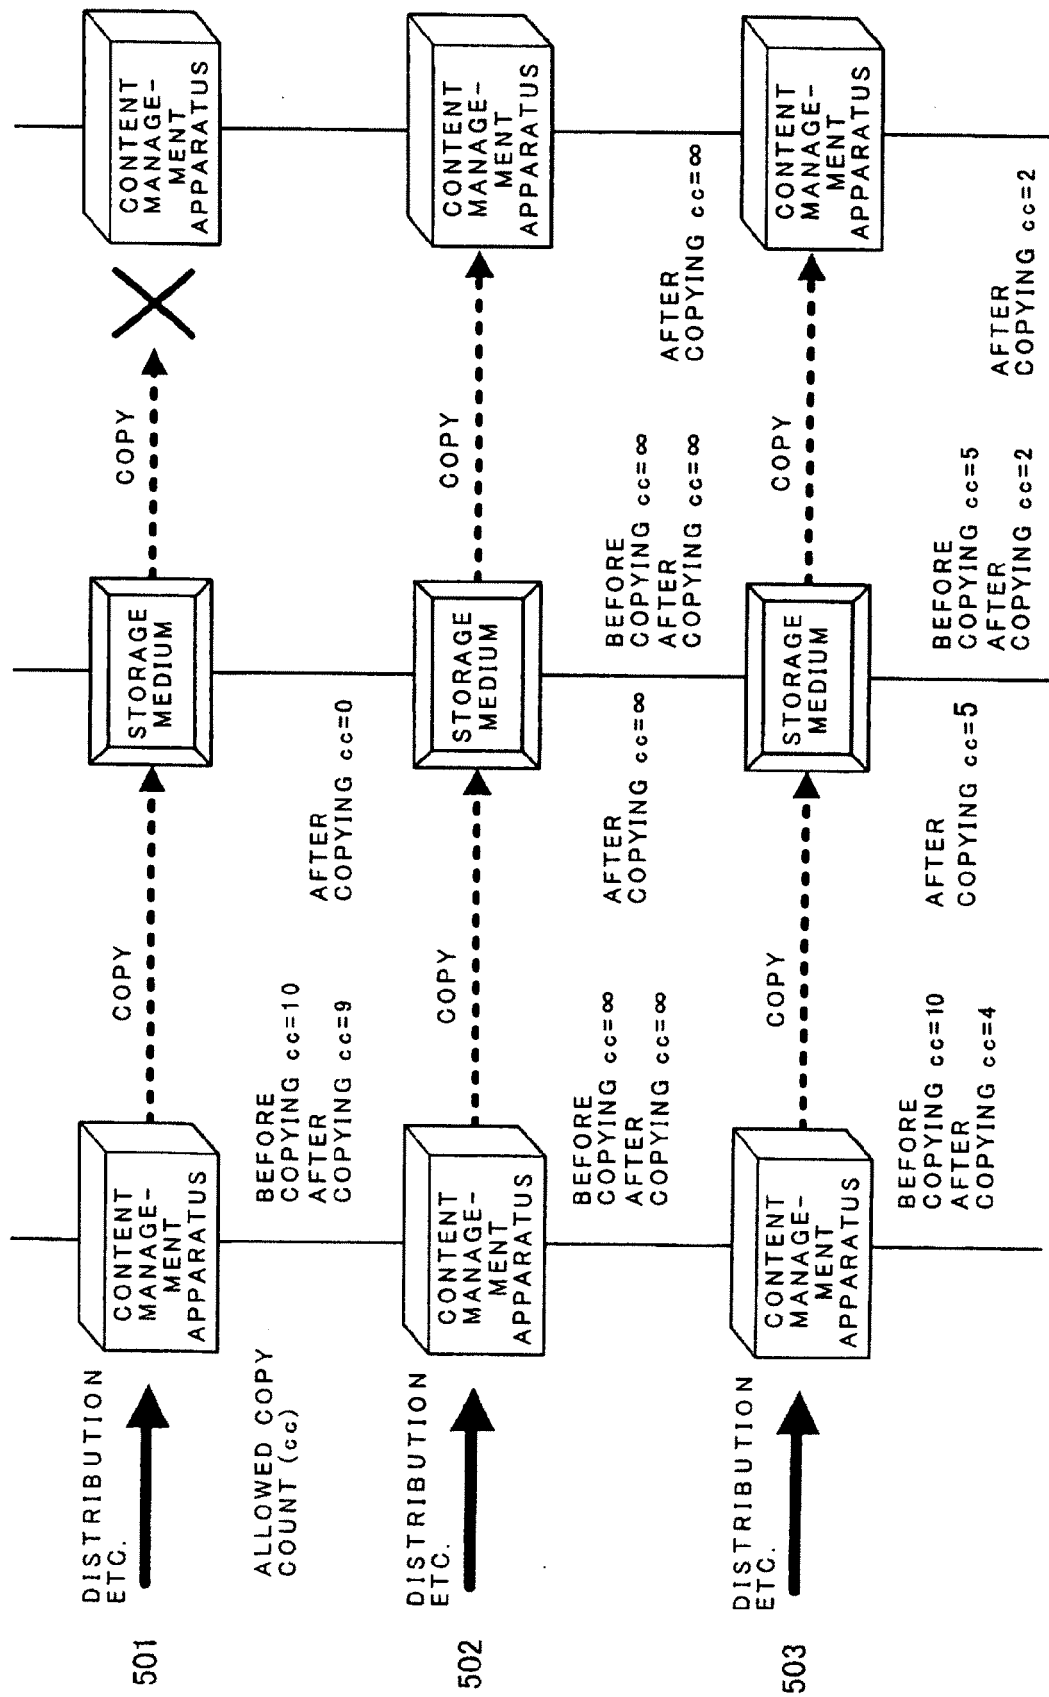 501
DISTRIBUTION
ETC.
CONTENT
MANAGE-
MENT
APPARATUS
COPY
STORAGE
MEDIUM
COPY
CONTENT
MANAGE-
MENT
APPARATUS
ALLOWED COPY
COUNT (cc)
BEFORE
COPYING cc=10
AFTER
COPYING cc=9
AFTER
COPYING cc=0
502
DISTRIBUTION
ETC.
CONTENT
MANAGE-
MENT
APPARATUS
COPY
STORAGE
MEDIUM
COPY
CONTENT
MANAGE-
MENT
APPARATUS
BEFORE
COPYING cc=∞
AFTER
COPYING cc=∞
AFTER
COPYING cc=∞
BEFORE
COPYING cc=∞
AFTER
COPYING cc=∞
AFTER
COPYING cc=∞
503
DISTRIBUTION
ETC.
CONTENT
MANAGE-
MENT
APPARATUS
COPY
STORAGE
MEDIUM
COPY
CONTENT
MANAGE-
MENT
APPARATUS
BEFORE
COPYING cc=10
AFTER
COPYING cc=4
AFTER
COPYING cc=5
BEFORE
COPYING cc=5
AFTER
COPYING cc=2
AFTER
COPYING cc=2